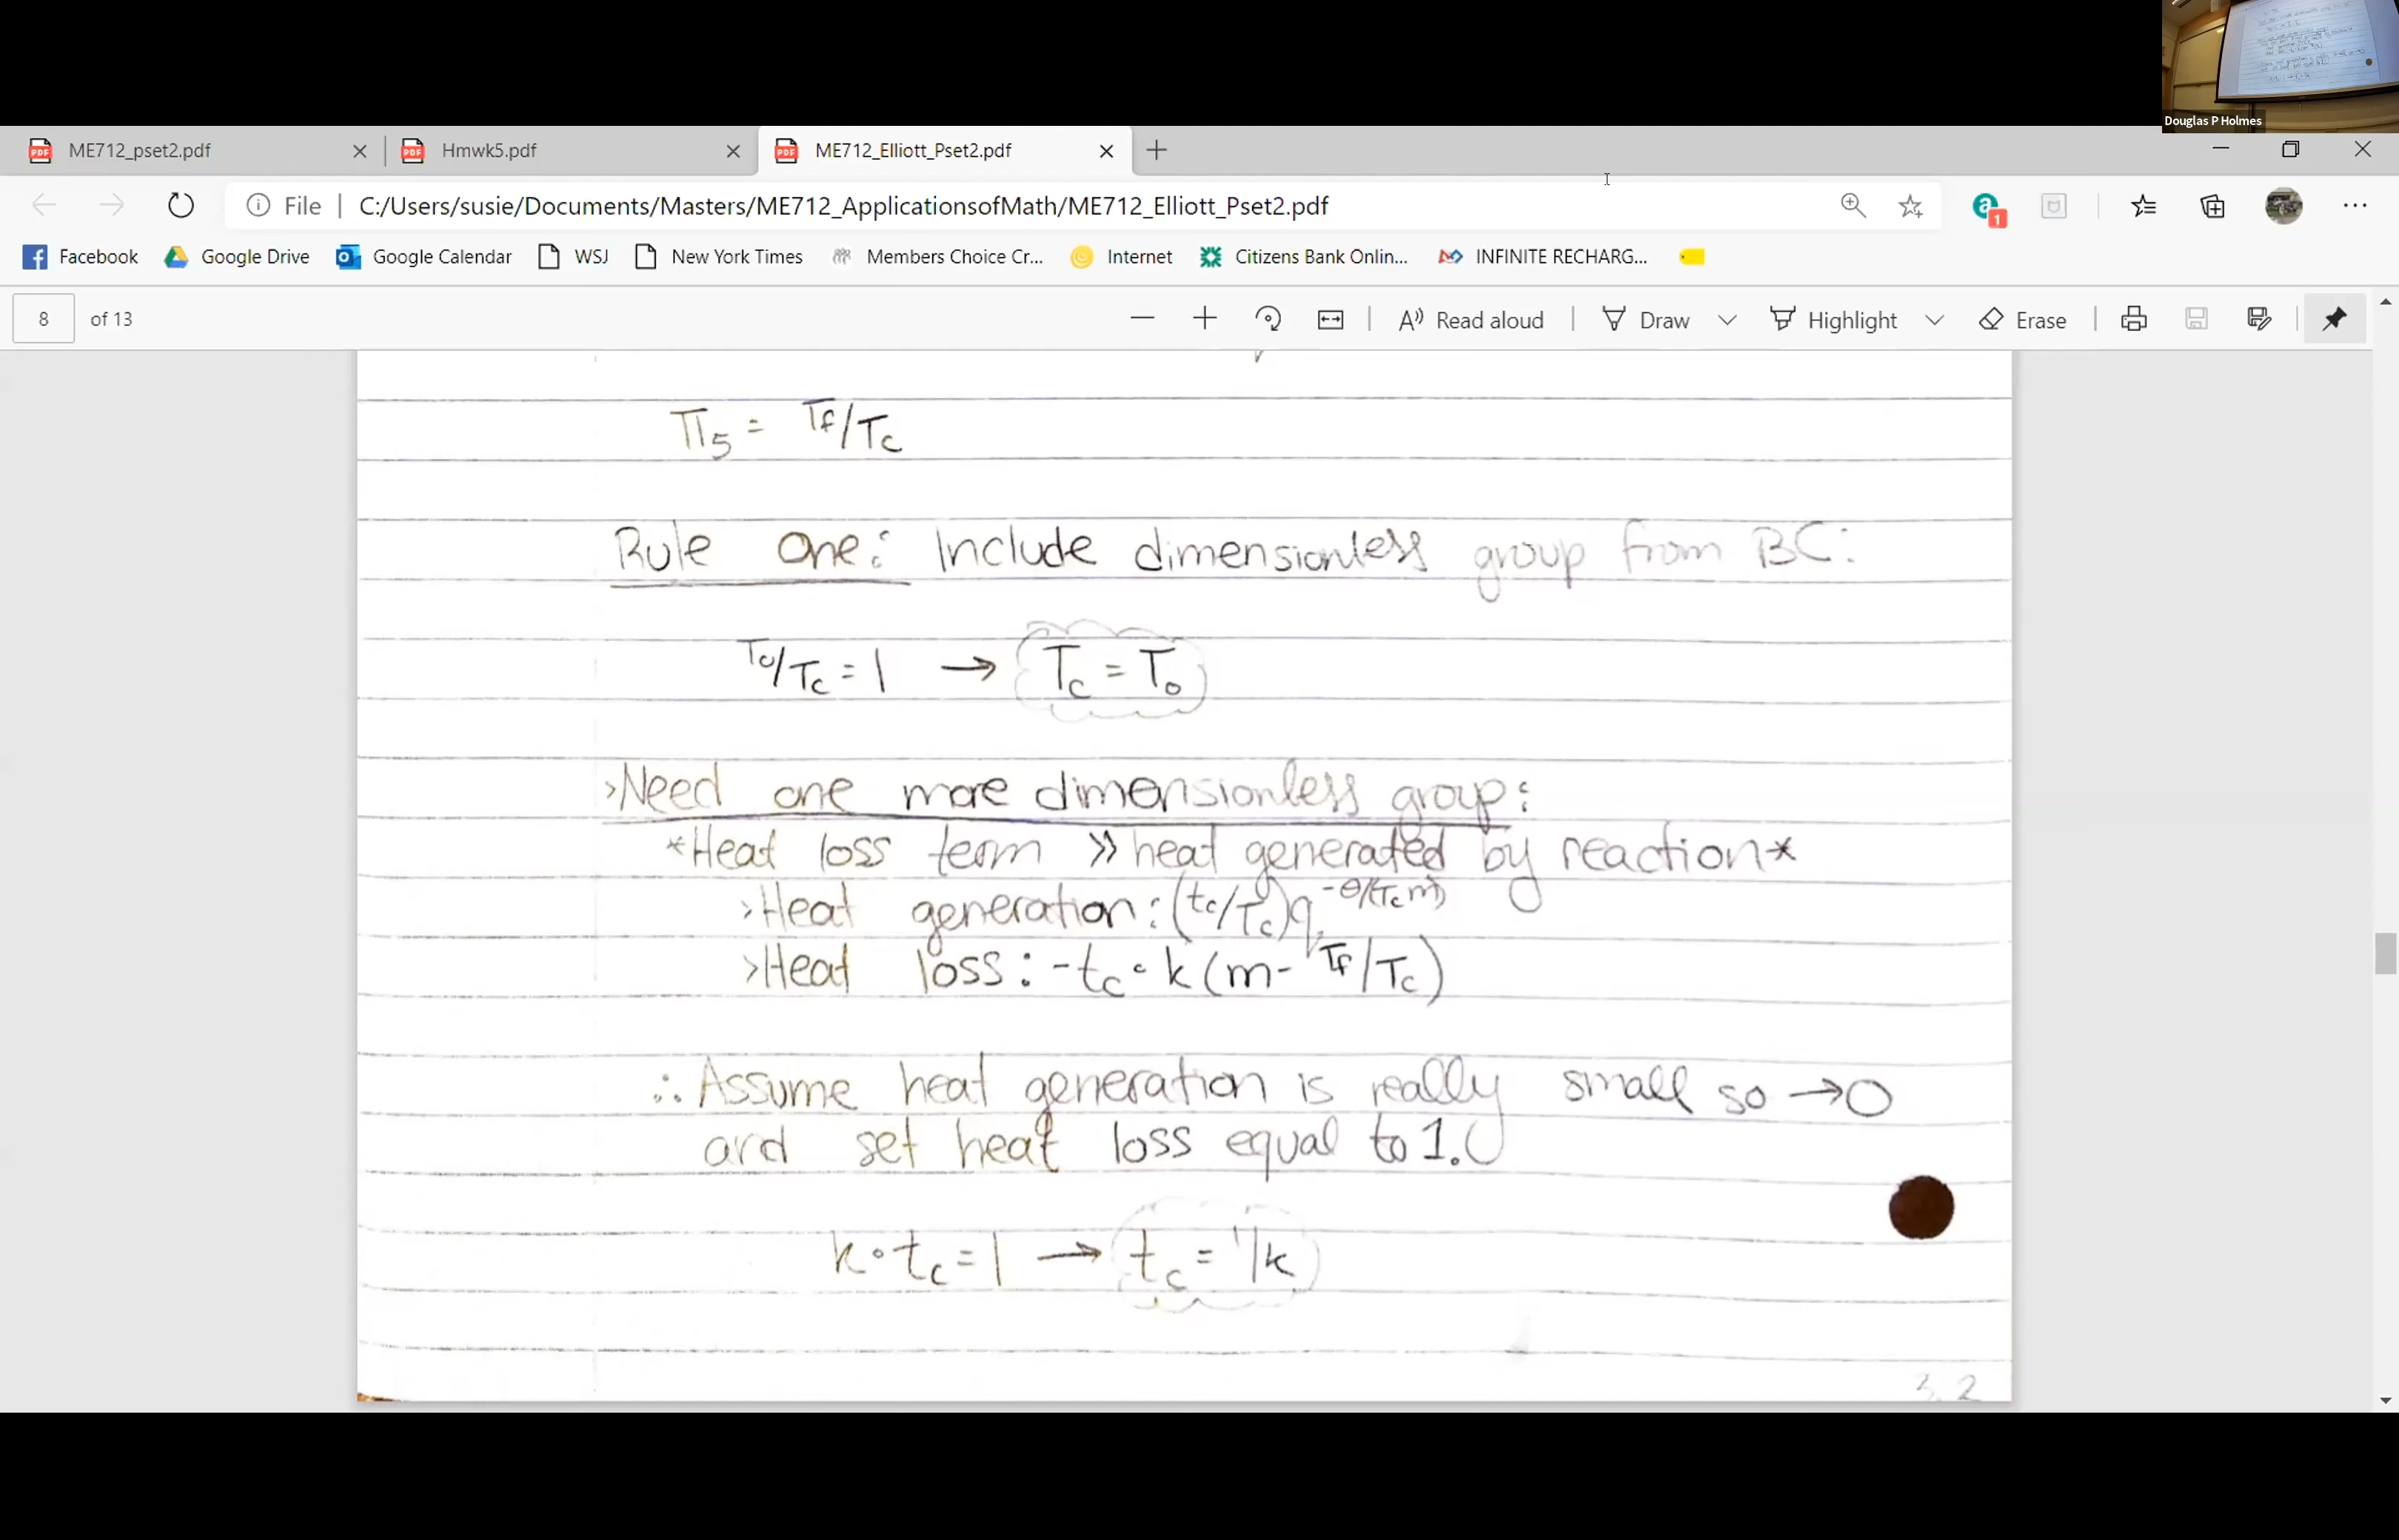 Douglas P Holmes
ME712_pset2.pdf
Hmwk5.pdf
ME712_Elliott_Pset2.pdf
File
C:/Users/susie/Documents/Masters/ME712_ApplicationsofMath/ME712_Elliott_Pset2.pdf
a 1
Facebook Google Drive Google Calendar WSJ New York Times Members Choice Cr... Internet Citizens Bank Onlin... INFINITE RECHARG...
8 of 13 Read aloud Draw Highlight Erase
π5 = Tf/Tc
Rule One: Include dimensionless group from BC:
To/Tc = 1 → Tc = To
>Need one more dimensionless group:
*Heat loss term >> heat generated by reaction*
>Heat generation: (tc/Tc)q^-θ/(Tc m)
>Heat loss: -tc∘k(m-Tf/Tc)
∴ Assume heat generation is really small so →0
and set heat loss equal to 1.
k∘tc=1 → tc = 1/k
3.2